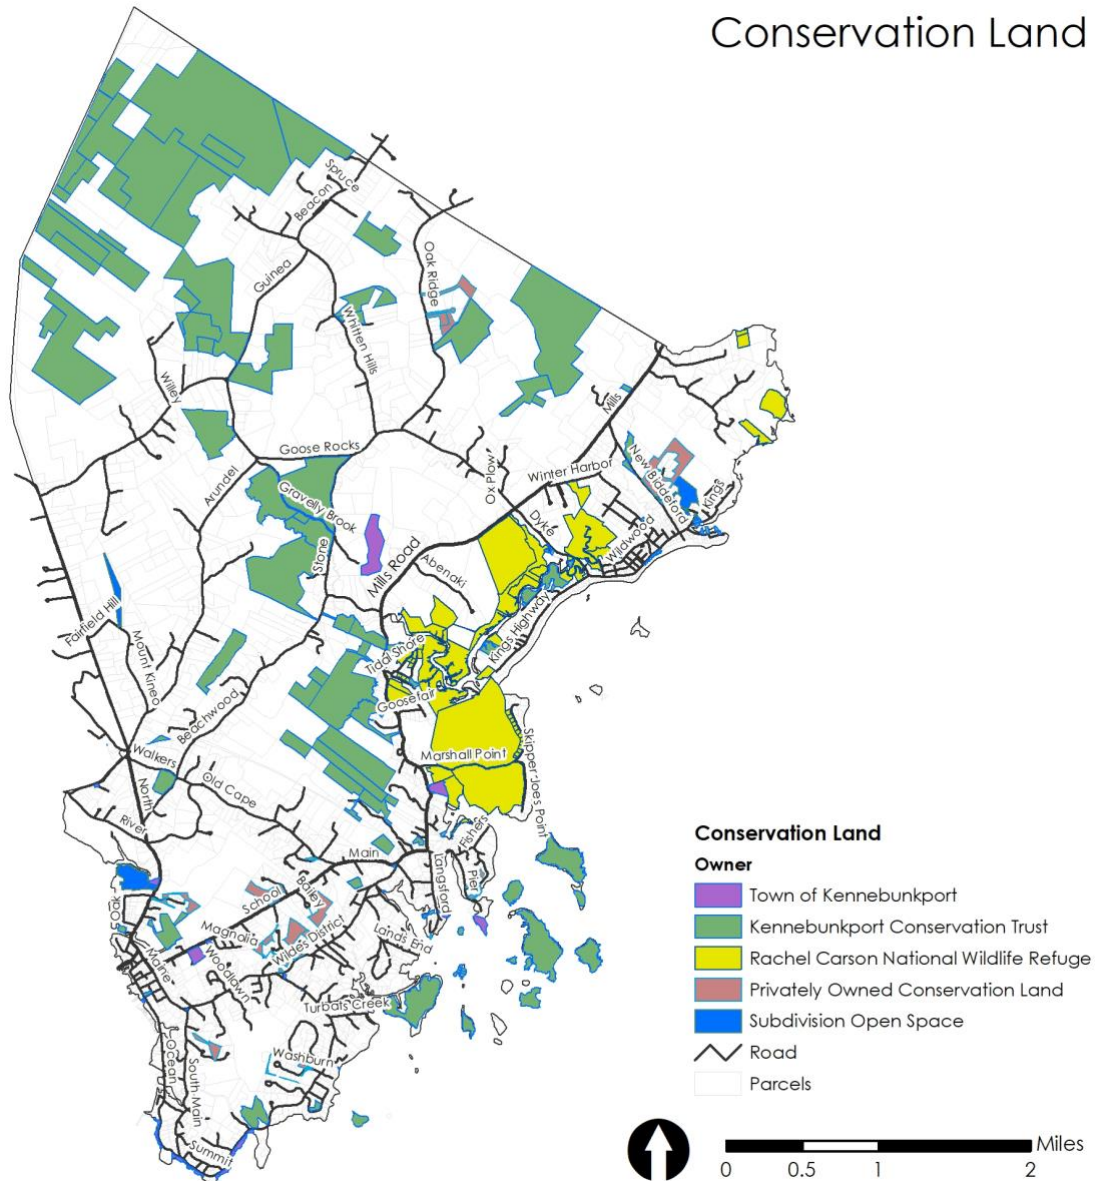 Conservation Land
Spruce
Beacon
Oak Ridge
Guinea
Whitten Hills
Willey
Mills
Goose Rocks
New Biddeford
Arundel
Ox Plow
Winter Harbor
Kings
Gravelly Brook
Dyke
Wildwood
Stone
Mills Road
Abenaki
Fairfield Hill
Kings Highway
Mount Kineo
Tidal Shore
Goosefair
Beachwood
Skipper Joes Point
Marshall Point
Walkers
Old Cape
North
River
Fishers
Main
Langsford
Pier
School
Bailey
Magnolia
Wildes District
Lands End
Maine
Woodlawn
Turbats Creek
Ocean
South Main
Washburn
Summit
Conservation Land
Owner
Town of Kennebunkport
Kennebunkport Conservation Trust
Rachel Carson National Wildlife Refuge
Privately Owned Conservation Land
Subdivision Open Space
Road
Parcels
Miles
0 0.5 1 2